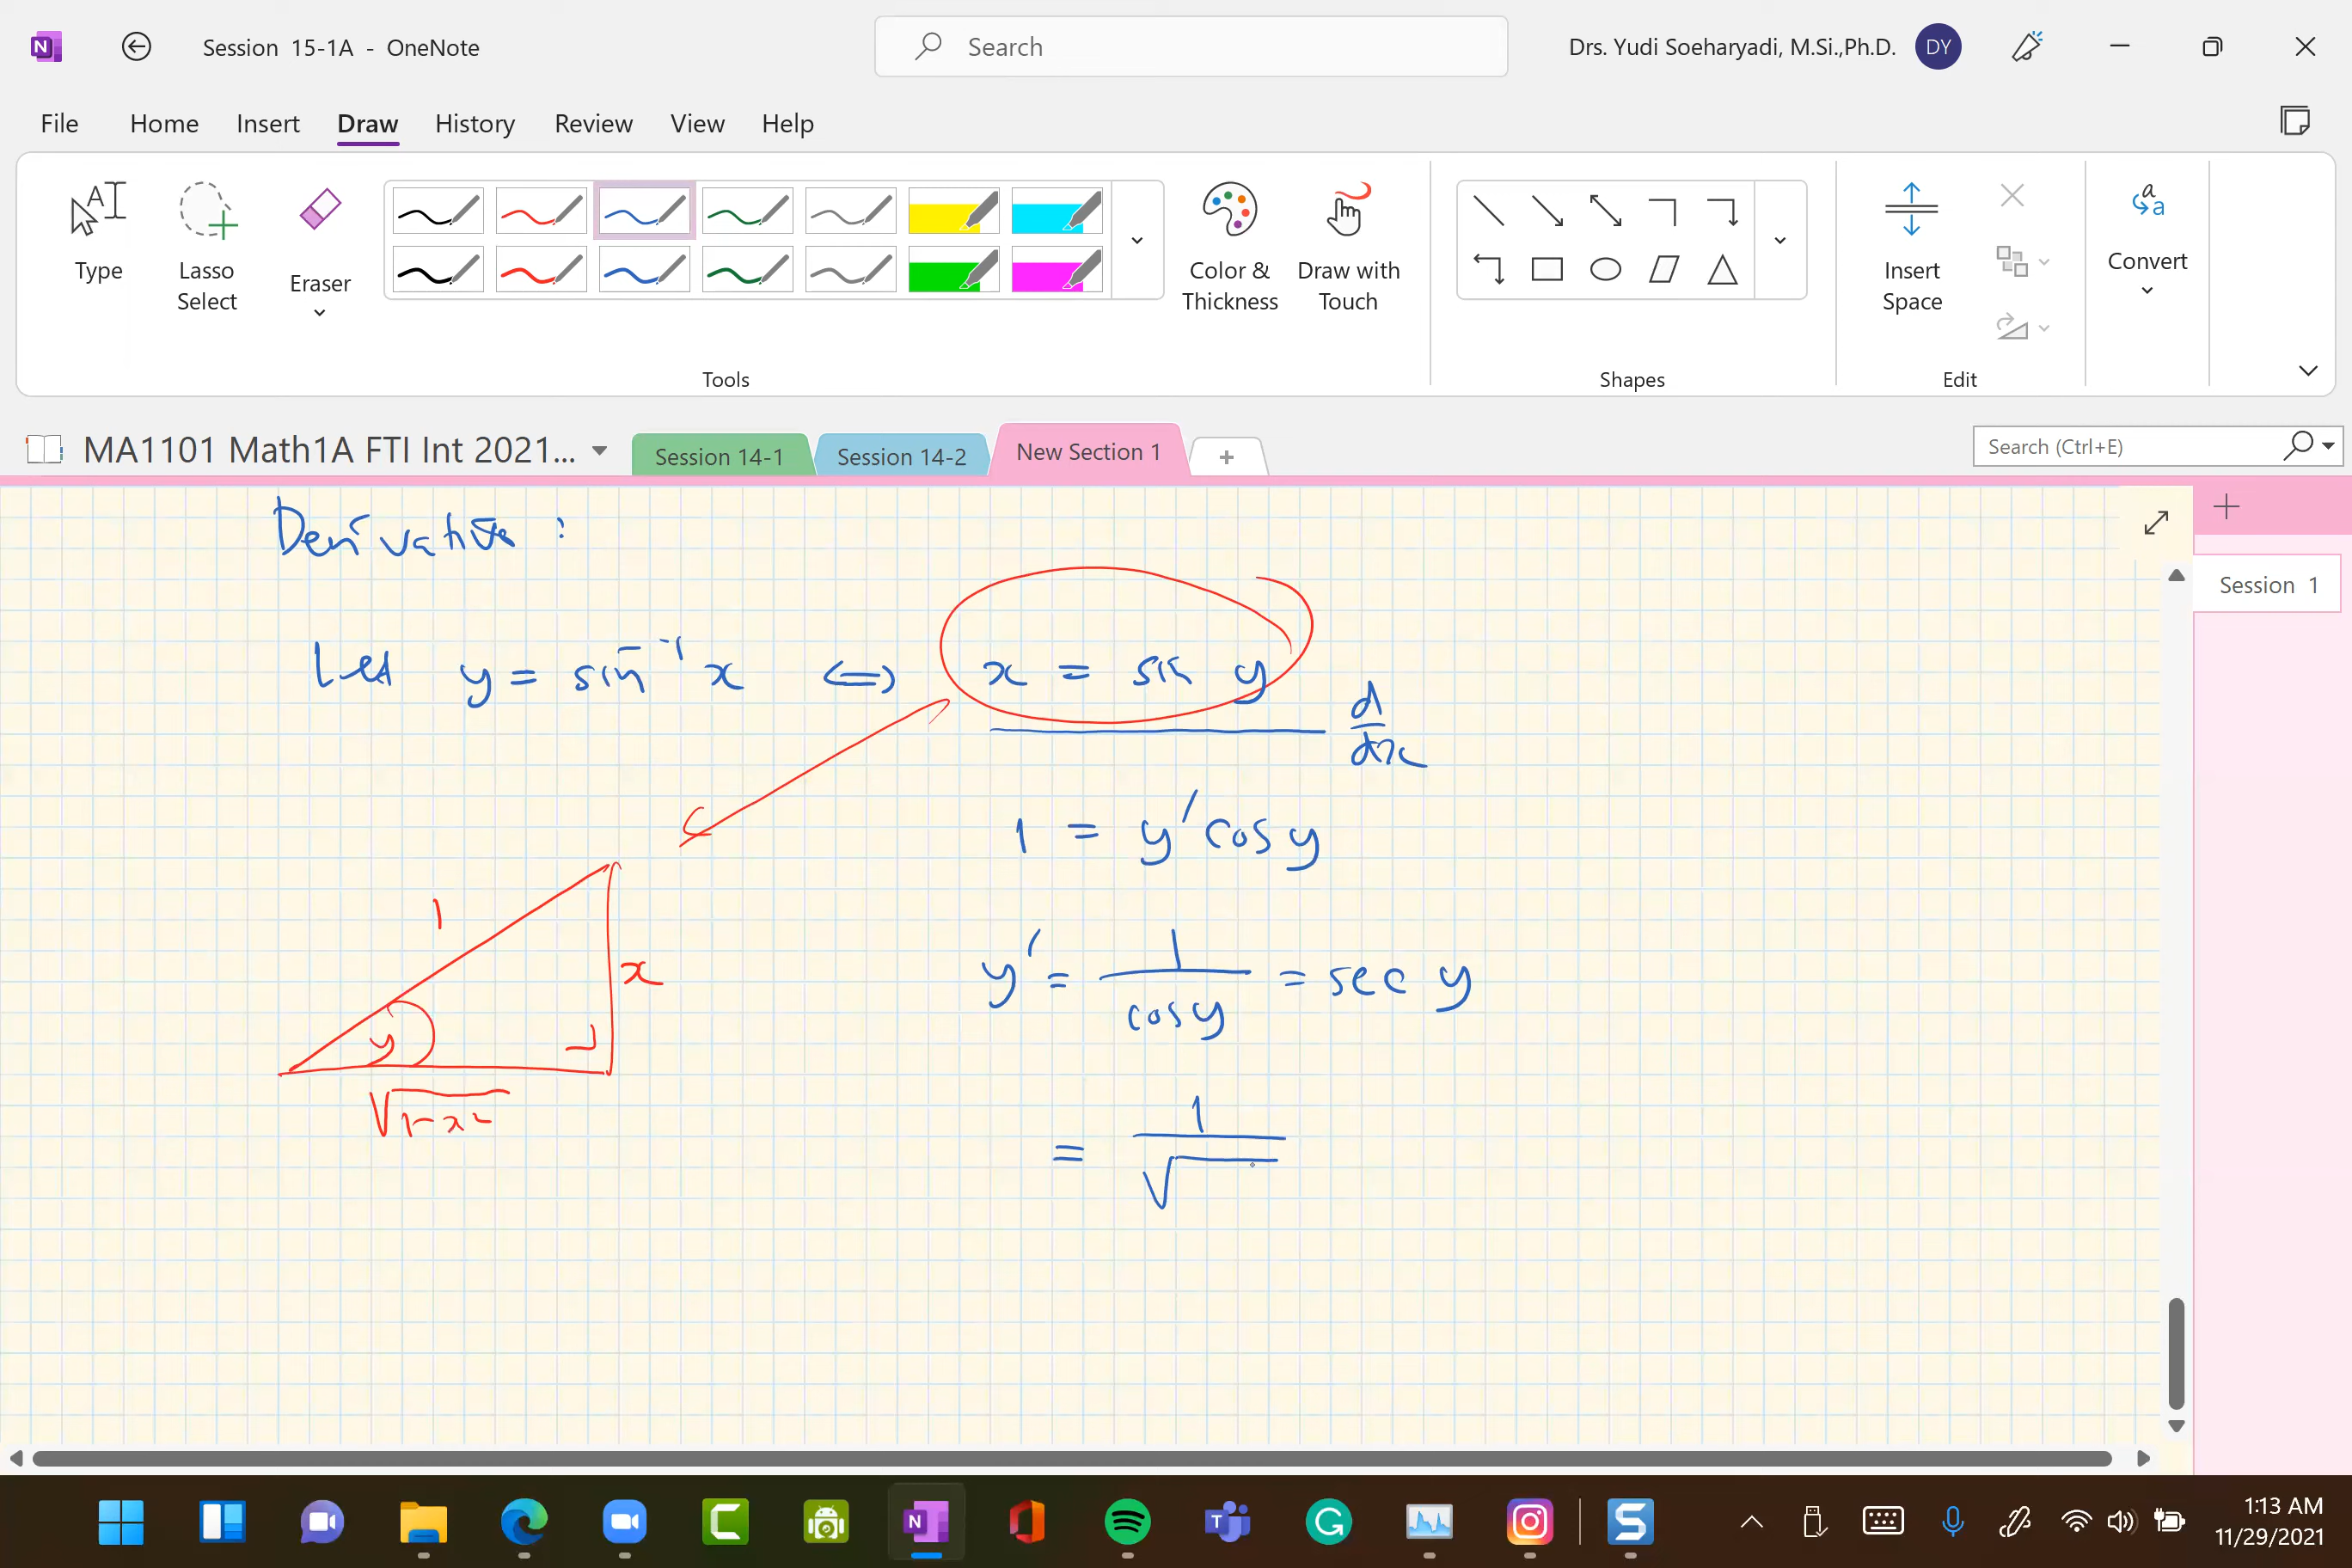 Session 15-1A - OneNote
Search
Drs. Yudi Soeharyadi, M.Si.,Ph.D. DY
File Home Insert Draw History Review View Help
Type
Lasso Select
Eraser
Color & Thickness
Draw with Touch
Insert Space
Convert
Tools
Shapes
Edit
MA1101 Math1A FTI Int 2021...
Session 14-1
Session 14-2
New Section 1
Search (Ctrl+E)
Session 1
Derivative :
Let y = sin⁻¹ x ⟺ x = sin y
d/dx
1 = y' cos y
1
x
y' = 1/cos y = sec y
y
√(1-x²)
= 1/√
1:13 AM
11/29/2021